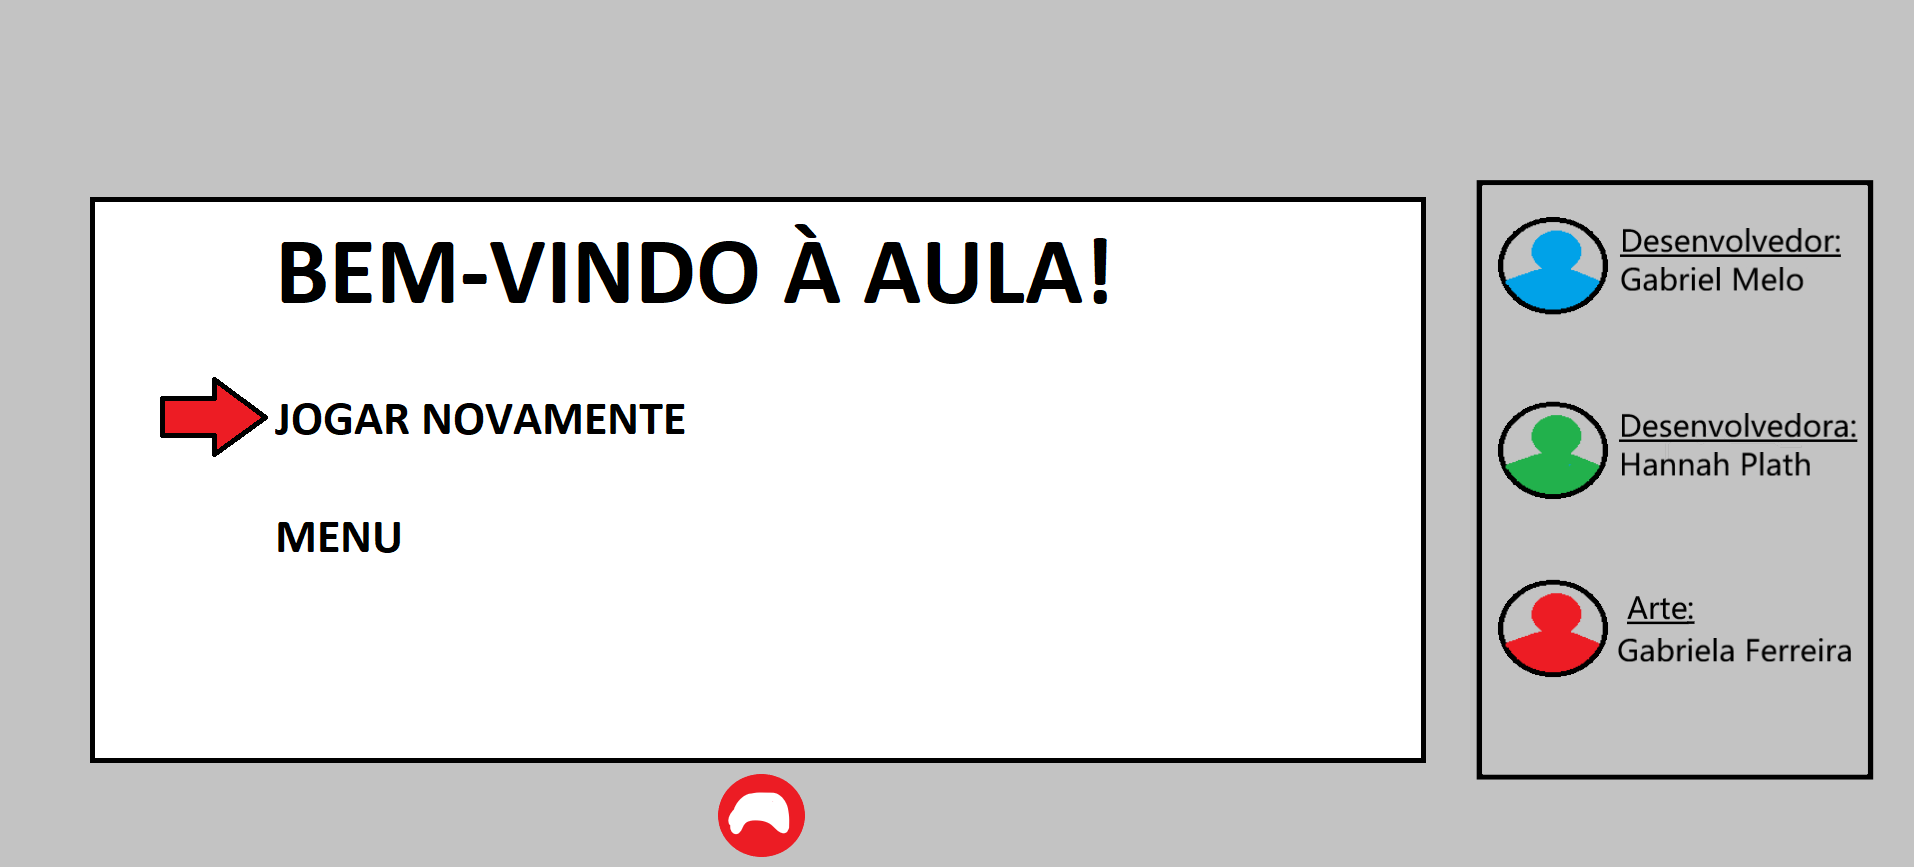 BEM-VINDO À AULA!
JOGAR NOVAMENTE
MENU
Desenvolvedor:
Gabriel Melo
Desenvolvedora:
Hannah Plath
Arte:
Gabriela Ferreira